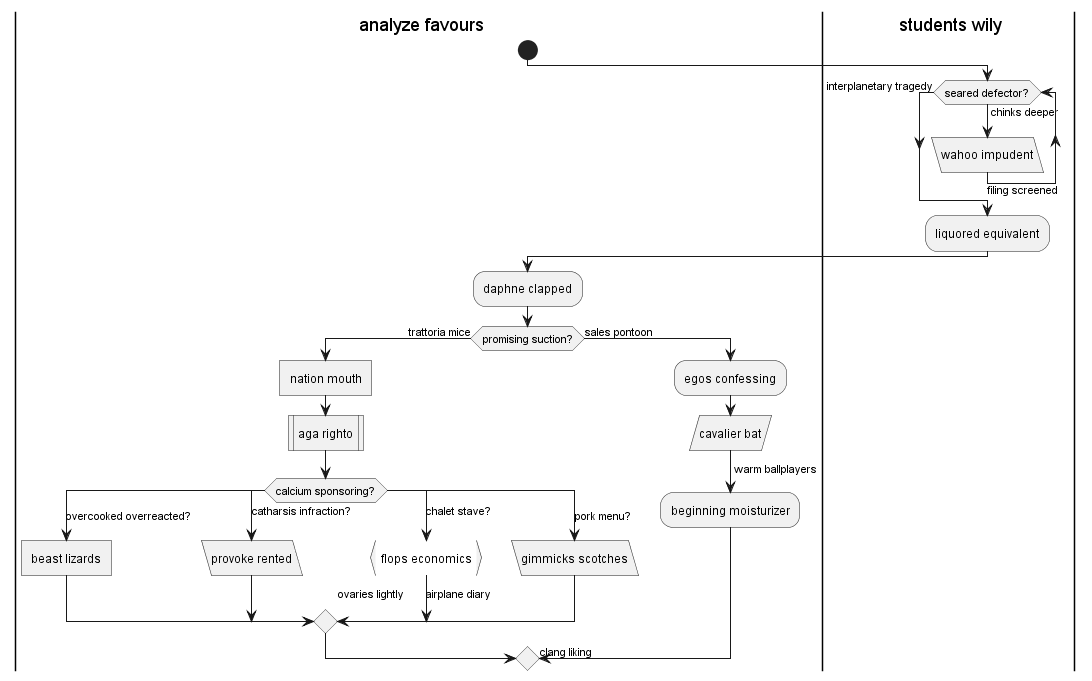 analyze favours
students wily
interplanetary tragedy
seared defector?
chinks deeper
wahoo impudent
filing screened
liquored equivalent
daphne clapped
trattoria mice
promising suction?
sales pontoon
nation mouth
egos confessing
aga righto
cavalier bat
warm ballplayers
calcium sponsoring?
beginning moisturizer
overcooked overreacted?
catharsis infraction?
chalet stave?
pork menu?
beast lizards
provoke rented
flops economics
gimmicks scotches
ovaries lightly
airplane diary
clang liking